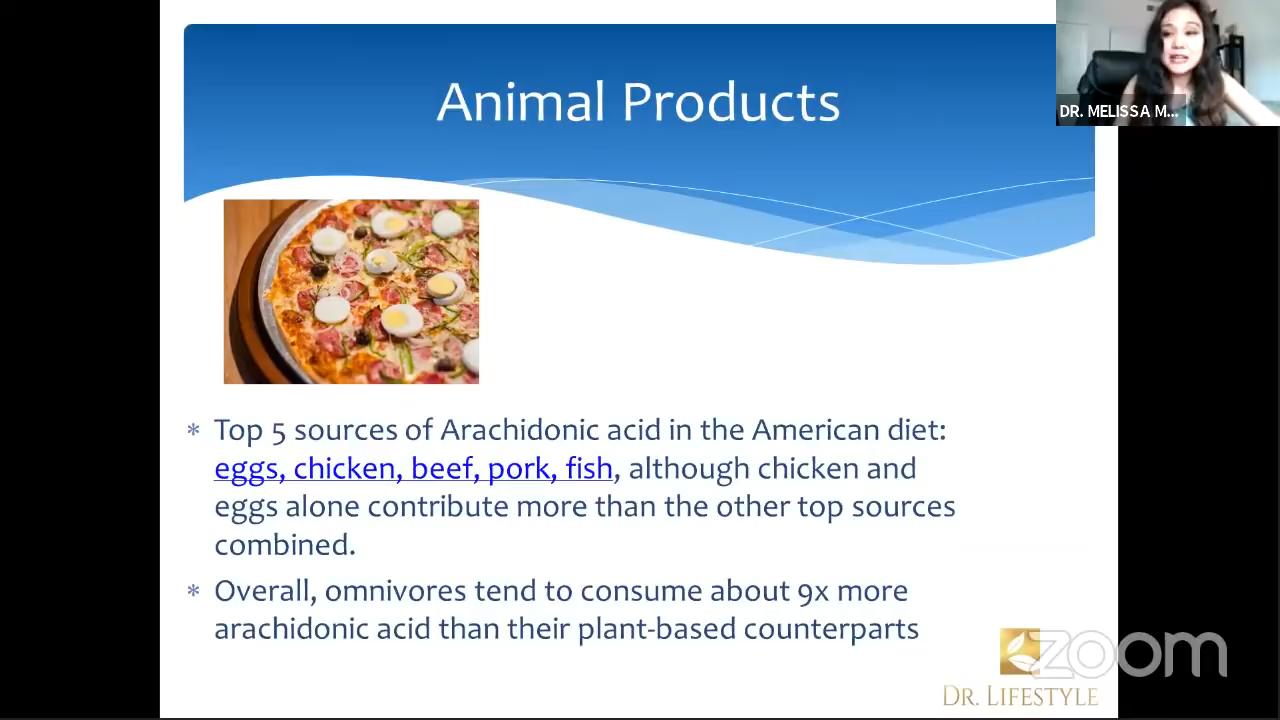 Animal Products
DR. MELISSA M...
* Top 5 sources of Arachidonic acid in the American diet:
eggs, chicken, beef, pork, fish, although chicken and
eggs alone contribute more than the other top sources
combined.
* Overall, omnivores tend to consume about 9x more
arachidonic acid than their plant-based counterparts
zoom
DR. LIFESTYLE